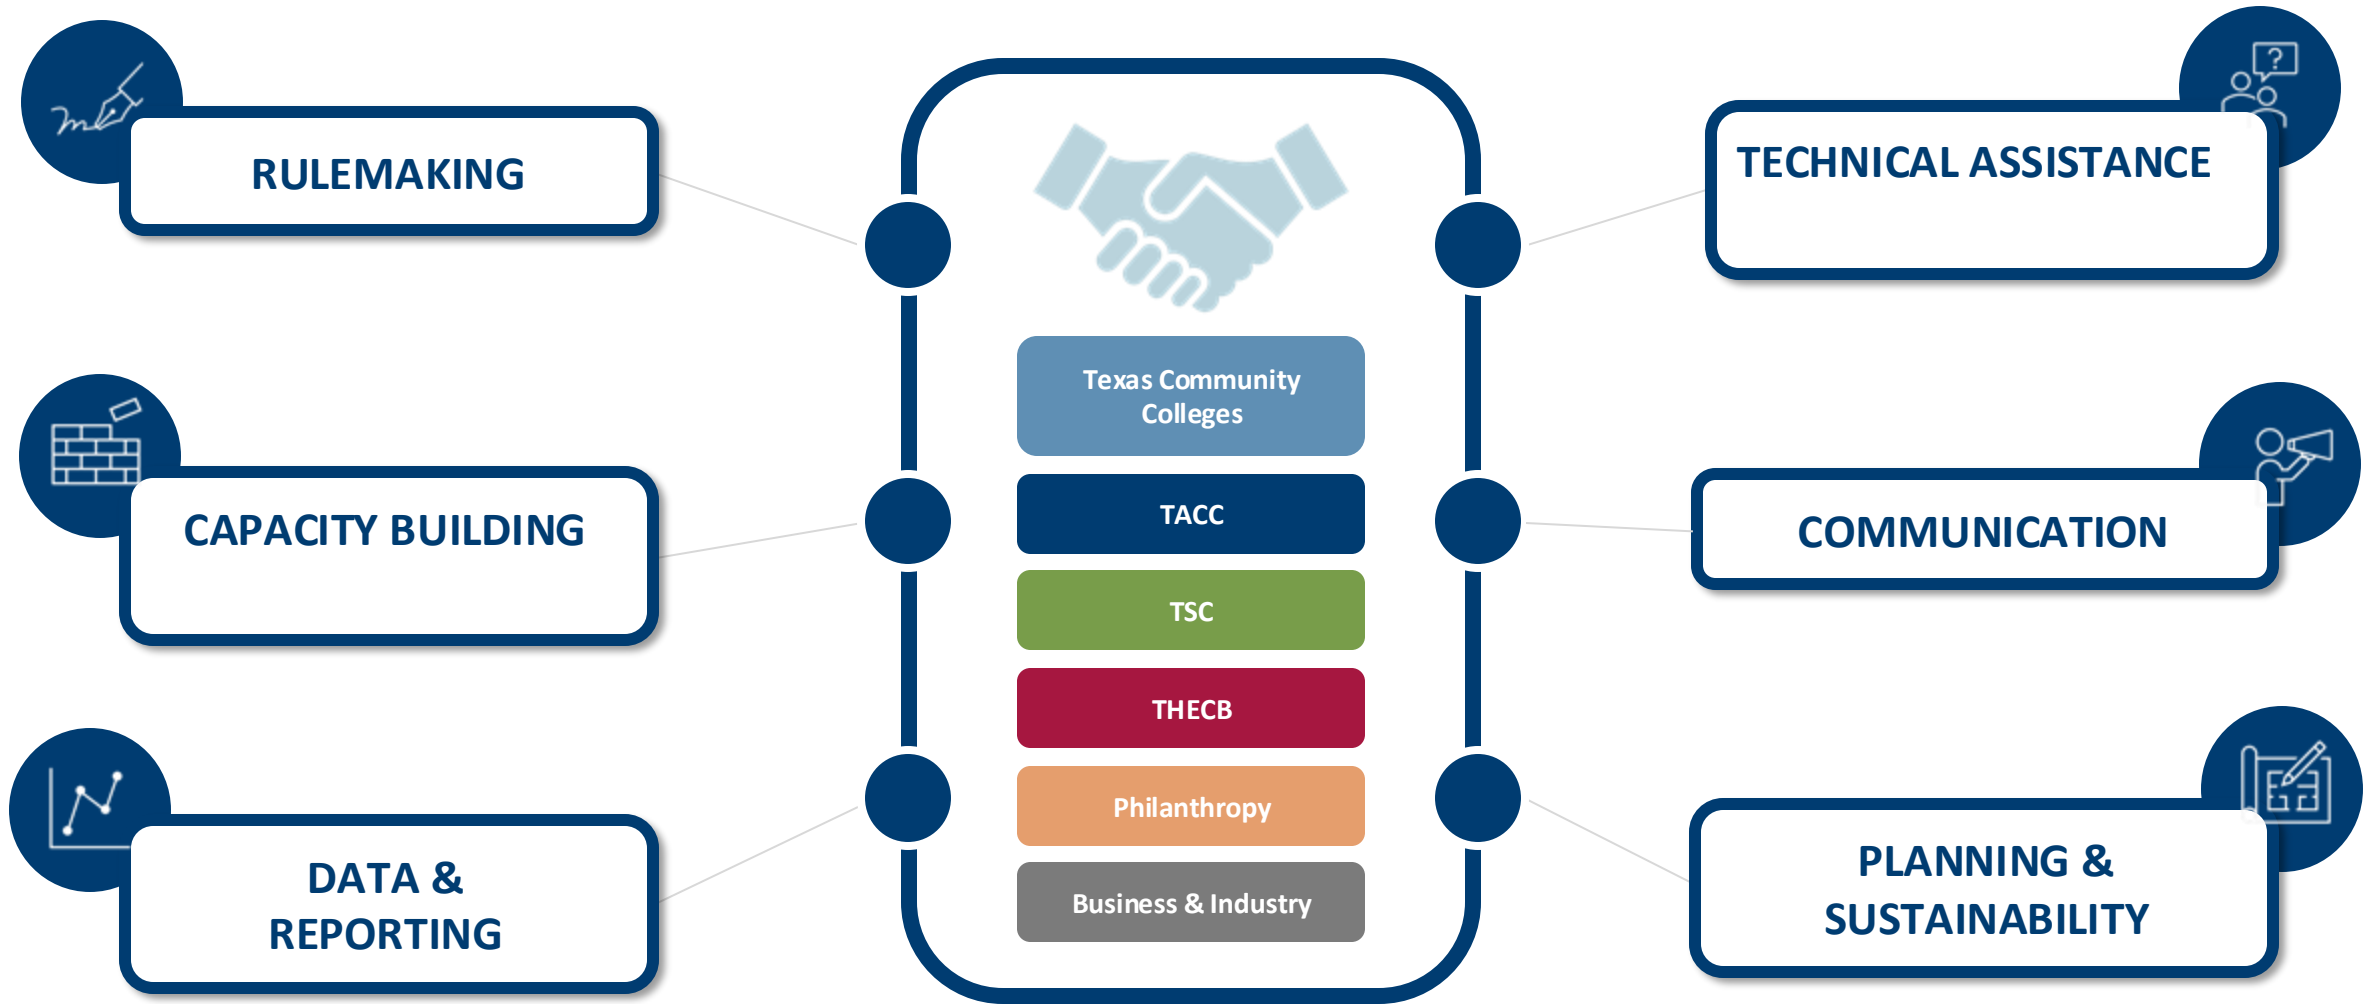 RULEMAKING
CAPACITY BUILDING
DATA &
REPORTING
Texas Community
Colleges
TACC
TSC
THECB
Philanthropy
Business & Industry
?
TECHNICAL ASSISTANCE
COMMUNICATION
PLANNING &
SUSTAINABILITY